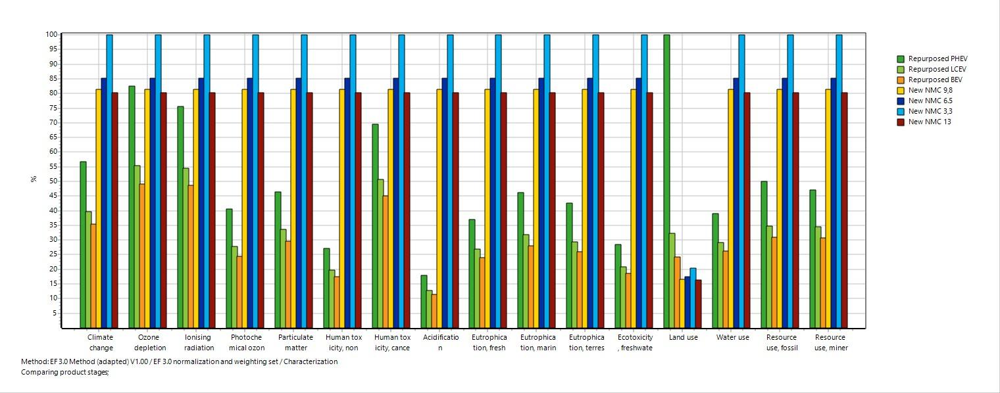 100
95
90
85
80
75
70
65
60
55
50
45
40
35
30
25
20
15
10
5
%
Climate
change
Ozone
depletion
Ionising
radiation
Photoche
mical ozon
Particulate
matter
Human tox
icity, non
Human tox
icity, cance
Acidificatio
n
Eutrophica
tion, fresh
Eutrophica
tion, marin
Eutrophica
tion, terres
Ecotoxicity
, freshwate
Land use
Water use
Resource
use, fossil
Resource
use, miner
Repurposed PHEV
Repurposed LCEV
Repurposed BEV
New NMC 9,8
New NMC 6.5
New NMC 3,3
New NMC 13
Method: EF 3.0 Method (adapted) V1.00 / EF 3.0 normalization and weighting set / Characterization
Comparing product stages;